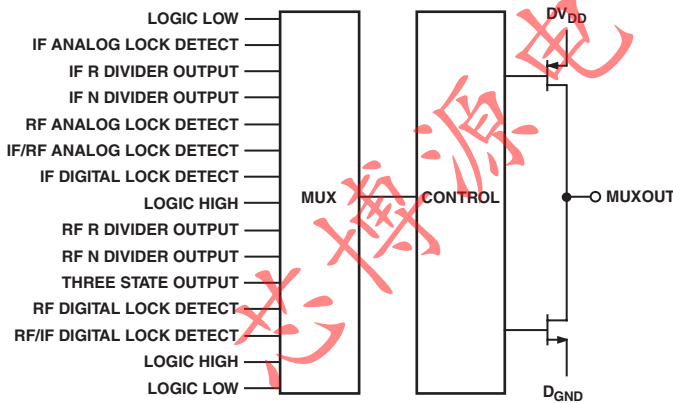 LOGIC LOW
IF ANALOG LOCK DETECT
IF R DIVIDER OUTPUT
IF N DIVIDER OUTPUT
RF ANALOG LOCK DETECT
IF/RF ANALOG LOCK DETECT
IF DIGITAL LOCK DETECT
LOGIC HIGH
RF R DIVIDER OUTPUT
RF N DIVIDER OUTPUT
THREE STATE OUTPUT
RF DIGITAL LOCK DETECT
RF/IF DIGITAL LOCK DETECT
LOGIC HIGH
LOGIC LOW
MUX
CONTROL
DVDD
MUXOUT
DGND
芯博源电